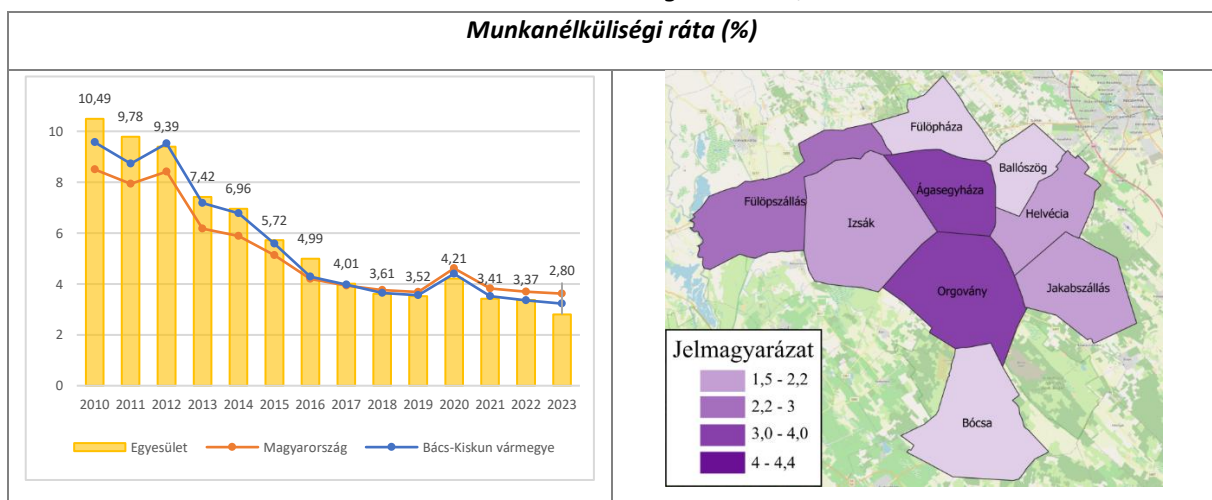 Munkanélküliségi ráta (%)
10,49
9,78
9,39
7,42
6,96
5,72
4,99
4,01
3,61
3,52
4,21
3,41
3,37
2,80
10
8
6
4
2
0
2010 2011 2012 2013 2014 2015 2016 2017 2018 2019 2020 2021 2022 2023
Egyesület Magyarország Bács-Kiskun vármegye
Fülöpháza
Ballószög
Ágasegyháza
Fülöpszállás
Izsák
Helvécia
Orgovány
Jakabszállás
Bócsa
Jelmagyarázat
1,5 - 2,2
2,2 - 3
3,0 - 4,0
4 - 4,4